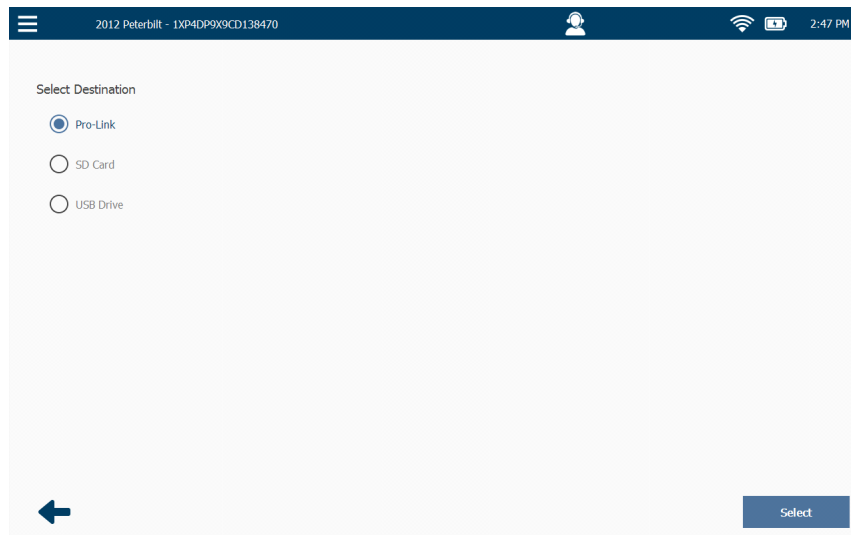 2012 Peterbilt - 1XP4DP9X9CD138470 2:47 PM
Select Destination
Pro-Link
SD Card
USB Drive
Select